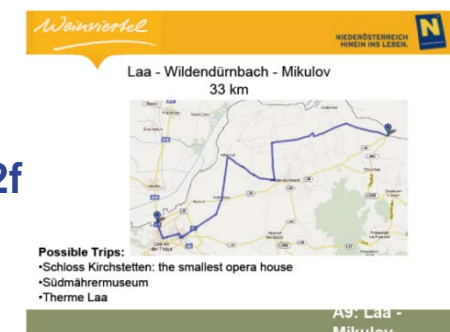 Weinviertel
NIEDERÖSTERREICH
HINEIN INS LEBEN.
N
Laa - Wildendürnbach - Mikulov
33 km
2f
Possible Trips:
•Schloss Kirchstetten: the smallest opera house
•Südmährermuseum
•Therme Laa
A9: Laa -
Mikulov